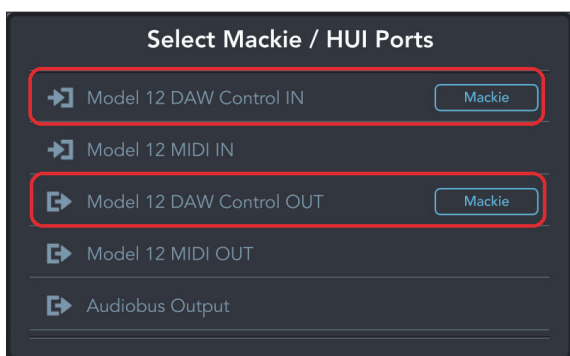 Select Mackie / HUI Ports
Model 12 DAW Control IN Mackie
Model 12 MIDI IN
Model 12 DAW Control OUT Mackie
Model 12 MIDI OUT
Audiobus Output